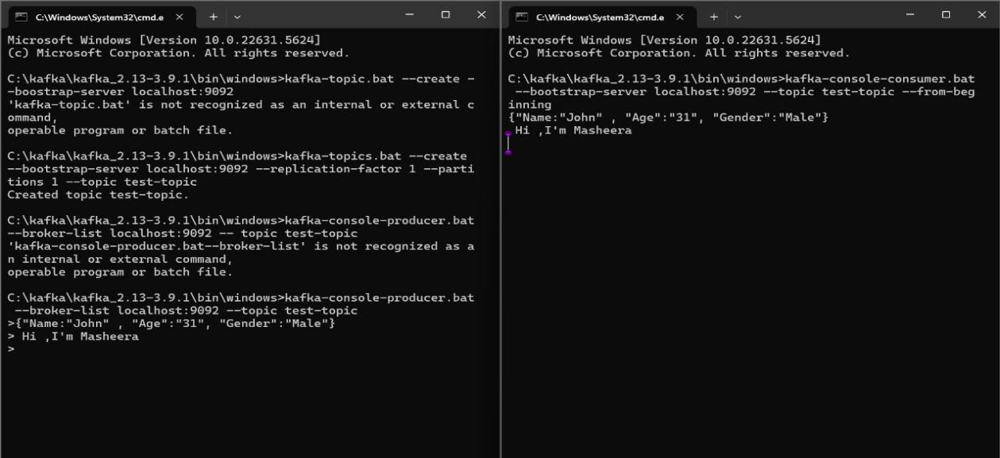 C:\Windows\System32\cmd.e
Microsoft Windows [Version 10.0.22631.5624]
(c) Microsoft Corporation. All rights reserved.
C:\kafka\kafka_2.13-3.9.1\bin\windows>kafka-topic.bat --create -
-boostrap-server localhost:9092
'kafka-topic.bat' is not recognized as an internal or external c
ommand,
operable program or batch file.
C:\kafka\kafka_2.13-3.9.1\bin\windows>kafka-topics.bat --create
--bootstrap-server localhost:9092 --replication-factor 1 --parti
tions 1 --topic test-topic
Created topic test-topic.
C:\kafka\kafka_2.13-3.9.1\bin\windows>kafka-console-producer.bat
--broker-list localhost:9092 -- topic test-topic
'kafka-console-producer.bat--broker-list' is not recognized as a
n internal or external command,
operable program or batch file.
C:\kafka\kafka_2.13-3.9.1\bin\windows>kafka-console-producer.bat
 --broker-list localhost:9092 --topic test-topic
>{"Name:"John" , "Age":"31", "Gender":"Male"}
> Hi ,I'm Masheera
>
C:\Windows\System32\cmd.e
Microsoft Windows [Version 10.0.22631.5624]
(c) Microsoft Corporation. All rights reserved.
C:\kafka\kafka_2.13-3.9.1\bin\windows>kafka-console-consumer.bat
 --bootstrap-server localhost:9092 --topic test-topic --from-beg
inning
{"Name:"John" , "Age":"31", "Gender":"Male"}
 Hi ,I'm Masheera